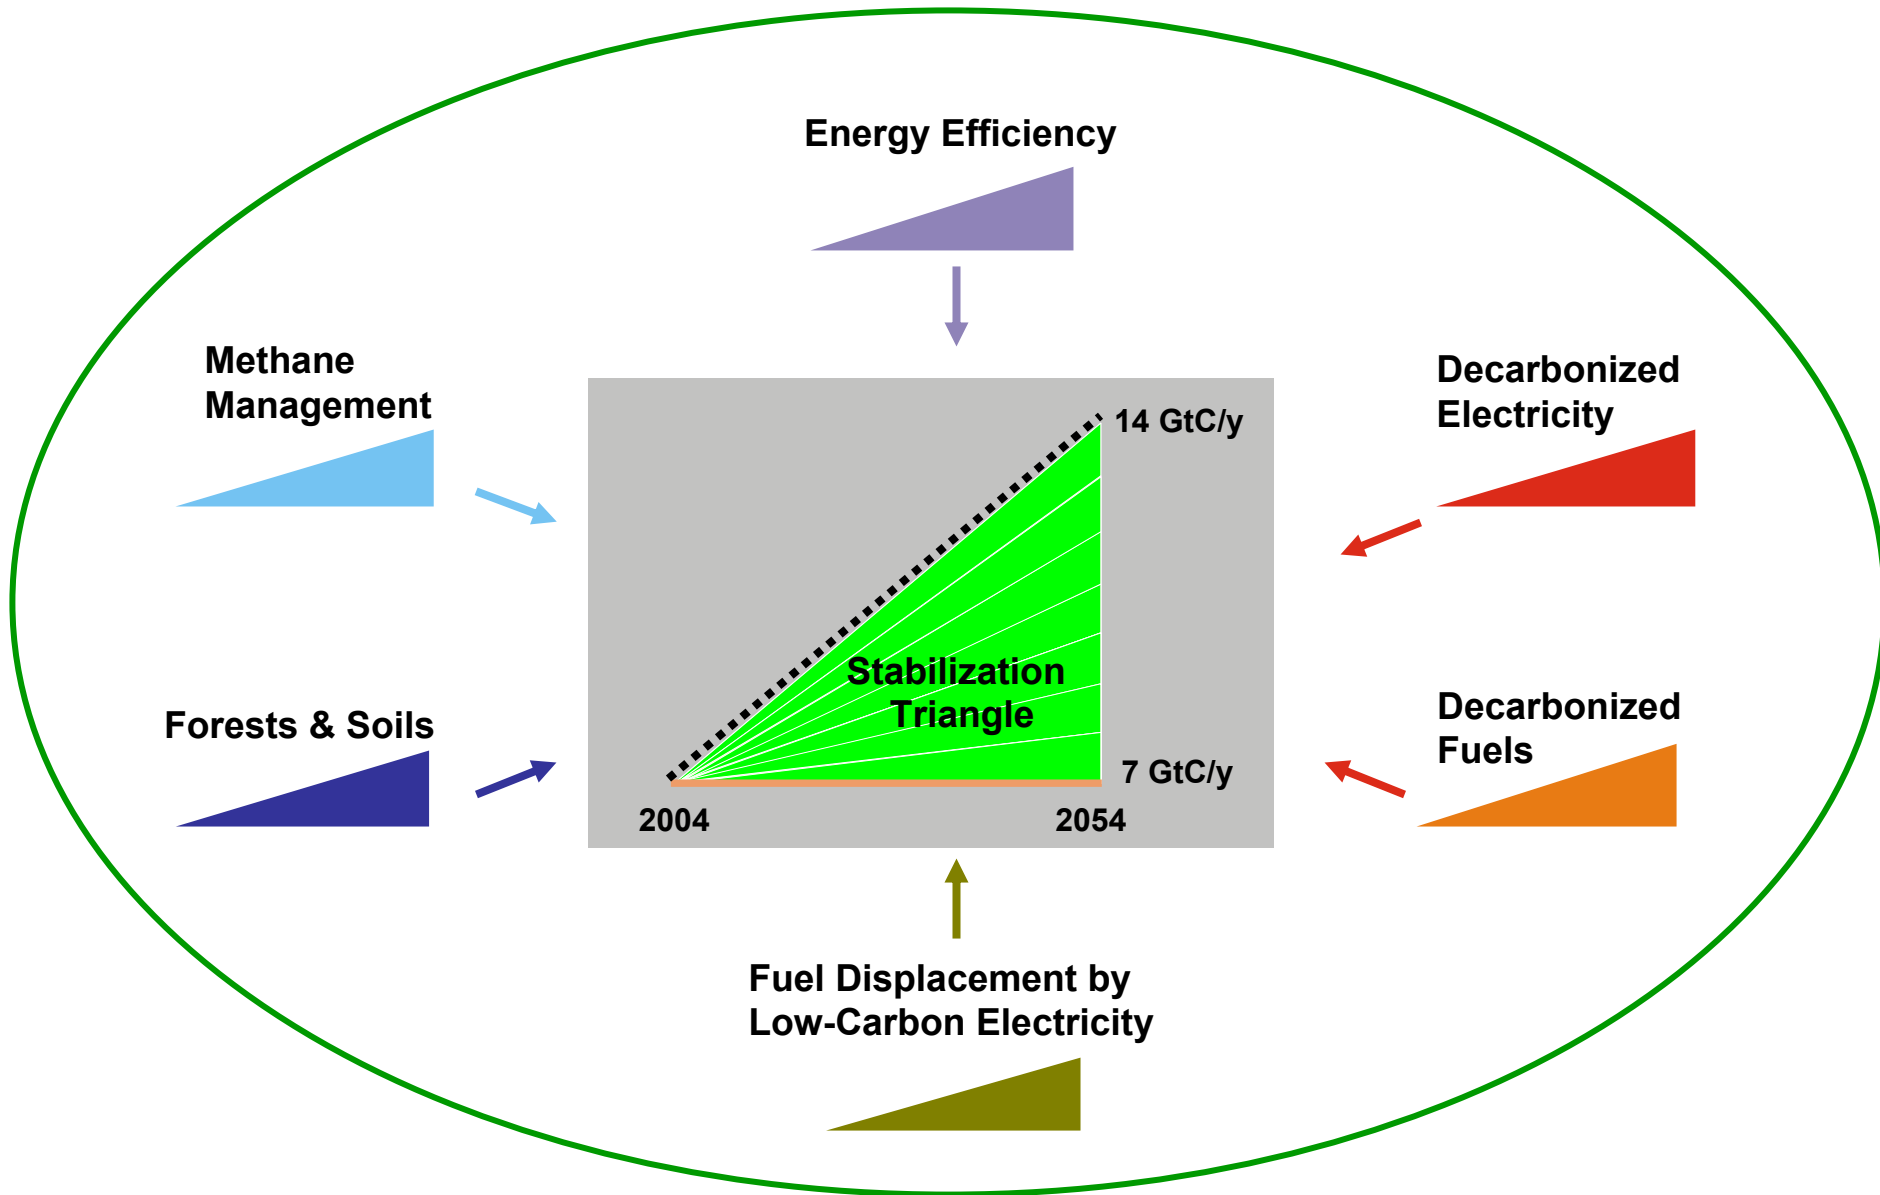 Energy Efficiency
Methane
Management
Decarbonized
Electricity
14 GtC/y
Stabilization
Triangle
7 GtC/y
2004
2054
Forests & Soils
Decarbonized
Fuels
Fuel Displacement by
Low-Carbon Electricity